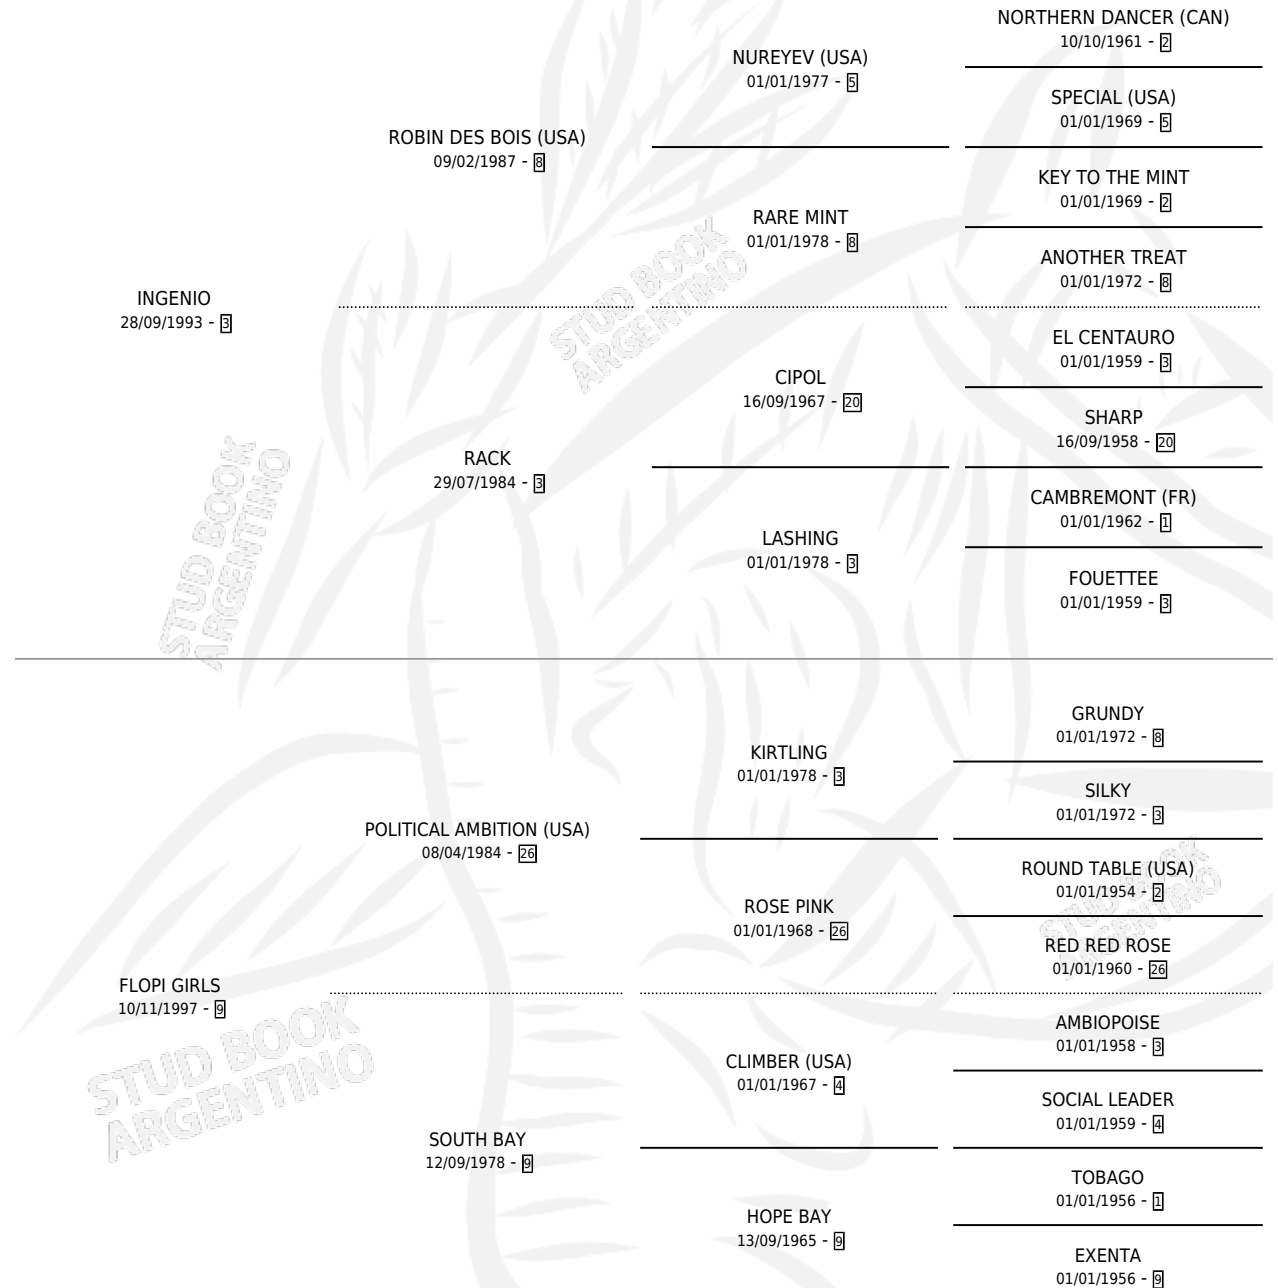 NORTHERN DANCER (CAN)
10/10/1961 - 2
NUREYEV (USA)
01/01/1977 - 5
SPECIAL (USA)
01/01/1969 - 5
ROBIN DES BOIS (USA)
09/02/1987 - 8
KEY TO THE MINT
01/01/1969 - 2
RARE MINT
01/01/1978 - 8
ANOTHER TREAT
01/01/1972 - 8
INGENIO
28/09/1993 - 3
EL CENTAURO
01/01/1959 - 3
CIPOL
16/09/1967 - 20
SHARP
16/09/1958 - 20
RACK
29/07/1984 - 3
CAMBREMONT (FR)
01/01/1962 - 1
LASHING
01/01/1978 - 3
FOUETTEE
01/01/1959 - 3
STUD BOOK
ARGENTINO
STUD BOOK
ARGENTINO
GRUNDY
01/01/1972 - 8
KIRTLING
01/01/1978 - 3
SILKY
01/01/1972 - 3
POLITICAL AMBITION (USA)
08/04/1984 - 26
ROUND TABLE (USA)
01/01/1954 - 2
ROSE PINK
01/01/1968 - 26
RED RED ROSE
01/01/1960 - 26
FLOPI GIRLS
10/11/1997 - 9
AMBIOPOISE
01/01/1958 - 3
CLIMBER (USA)
01/01/1967 - 4
SOCIAL LEADER
01/01/1959 - 4
SOUTH BAY
12/09/1978 - 9
TOBAGO
01/01/1956 - 1
HOPE BAY
13/09/1965 - 9
EXENTA
01/01/1956 - 9
STUD BOOK
ARGENTINO
STUD BOOK
ARGENTINO